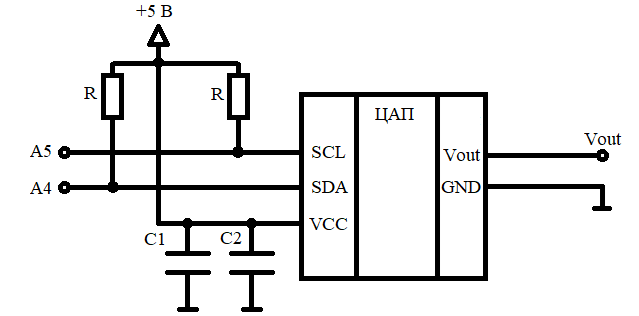 +5 В
R
R
ЦАП
Vout
A5
SCL
Vout
A4
SDA
GND
VCC
C1
C2